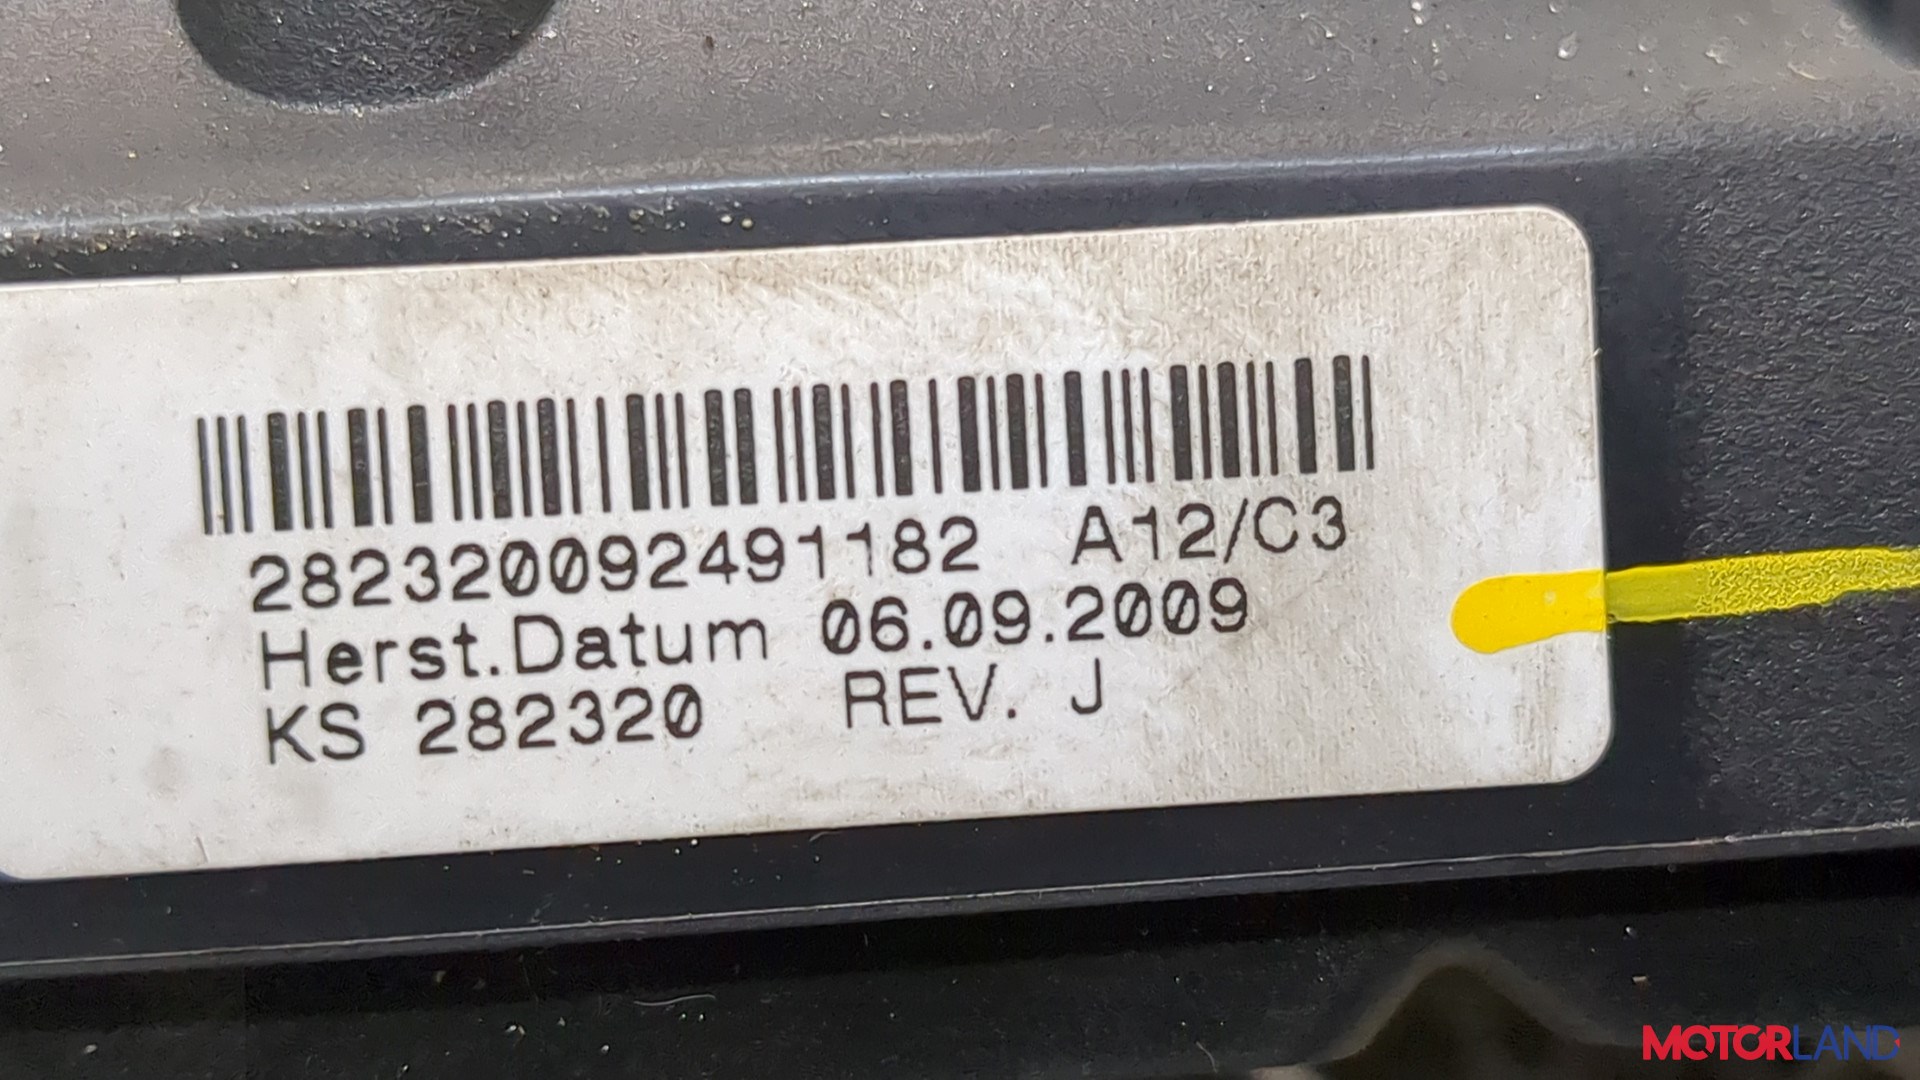 282320092491182 A12/C3
Herst.Datum 06.09.2009
KS 282320 REV. J
MOTORLAND